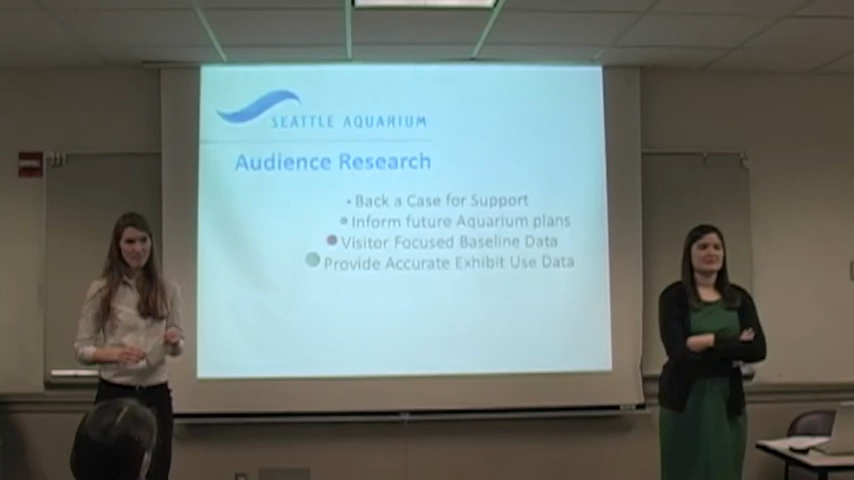 SEATTLE AQUARIUM
Audience Research
• Back a Case for Support
• Inform future Aquarium plans
• Visitor Focused Baseline Data
• Provide Accurate Exhibit Use Data